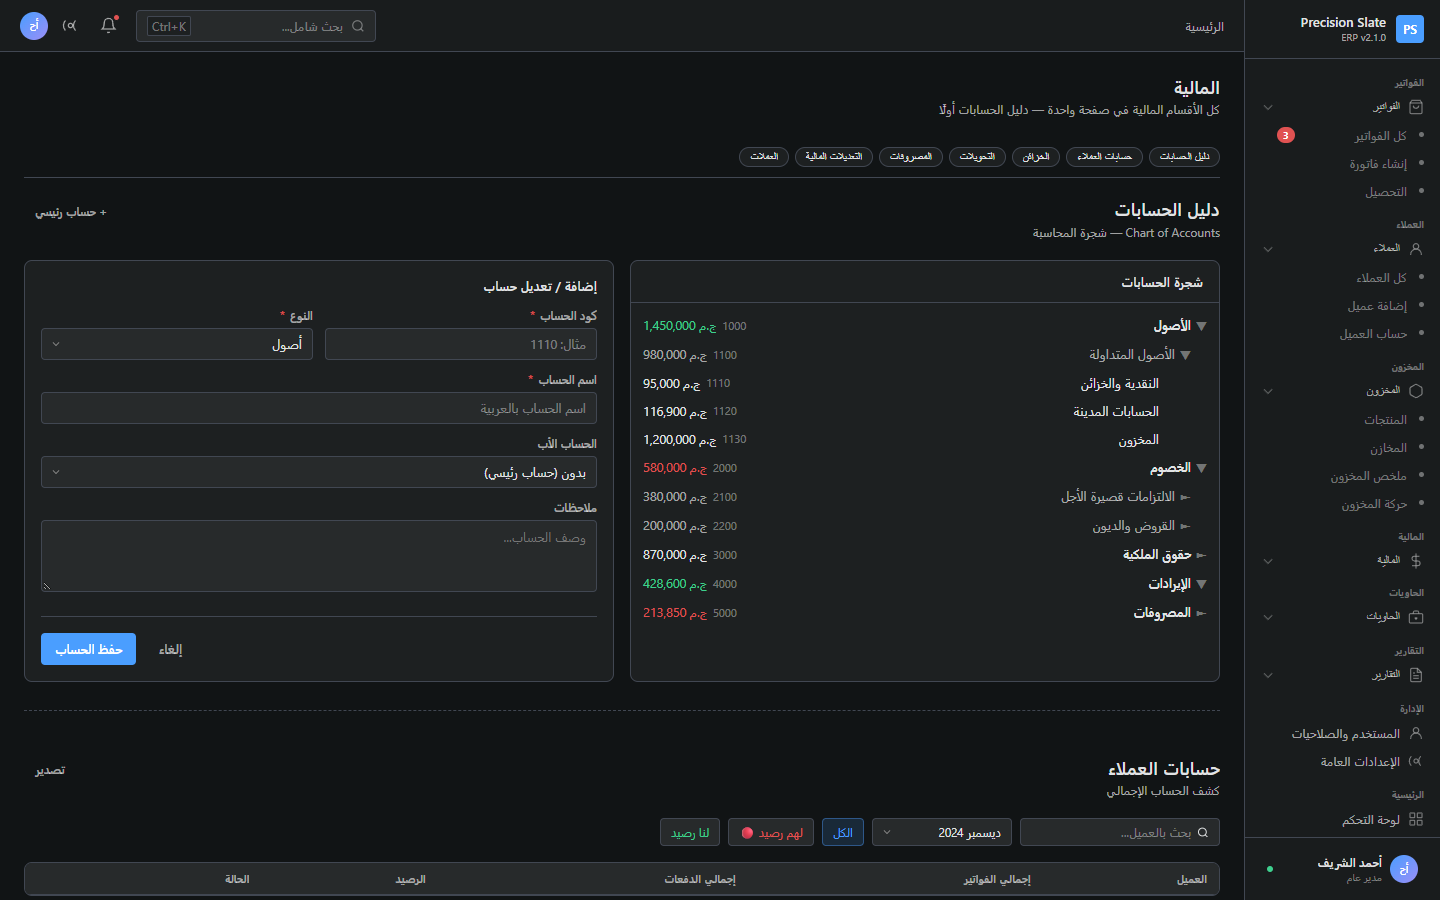 PS
Precision Slate
ERP v2.1.0
الفواتير
الفواتير
كل الفواتير
3
إنشاء فاتورة
التحصيل
العملاء
العملاء
كل العملاء
إضافة عميل
حساب العميل
المخزون
المخزون
المنتجات
المخازن
ملخص المخزون
حركة المخزون
المالية
المالية
الحاويات
الحاويات
التقارير
التقارير
الإدارة
المستخدم والصلاحيات
الإعدادات العامة
الرئيسية
لوحة التحكم
أح
أحمد الشريف
مدير عام
الرئيسية
بحث شامل...
Ctrl+K
أح
المالية
كل الأقسام المالية في صفحة واحدة — دليل الحسابات أولًا
دليل الحسابات
حسابات العملاء
الخزائن
التحويلات
المصروفات
التعديلات المالية
العملات
دليل الحسابات
+ حساب رئيسي
Chart of Accounts — شجرة المحاسبة
شجرة الحسابات
الأصول 1000 ج.م 1,450,000
الأصول المتداولة 1100 ج.م 980,000
النقدية والخزائن 1110 ج.م 95,000
الحسابات المدينة 1120 ج.م 116,900
المخزون 1130 ج.م 1,200,000
الخصوم 2000 ج.م 580,000
الالتزامات قصيرة الأجل 2100 ج.م 380,000
القروض والديون 2200 ج.م 200,000
حقوق الملكية 3000 ج.م 870,000
الإيرادات 4000 ج.م 428,600
المصروفات 5000 ج.م 213,850
إضافة / تعديل حساب
كود الحساب *
مثال: 1110
النوع *
أصول
اسم الحساب *
اسم الحساب بالعربية
الحساب الأب
بدون (حساب رئيسي)
ملاحظات
وصف الحساب...
إلغاء
حفظ الحساب
حسابات العملاء
تصدير
كشف الحساب الإجمالي
بحث بالعميل...
ديسمبر 2024
الكل
لهم رصيد
لنا رصيد
العميل
إجمالي الفواتير
إجمالي الدفعات
الرصيد
الحالة